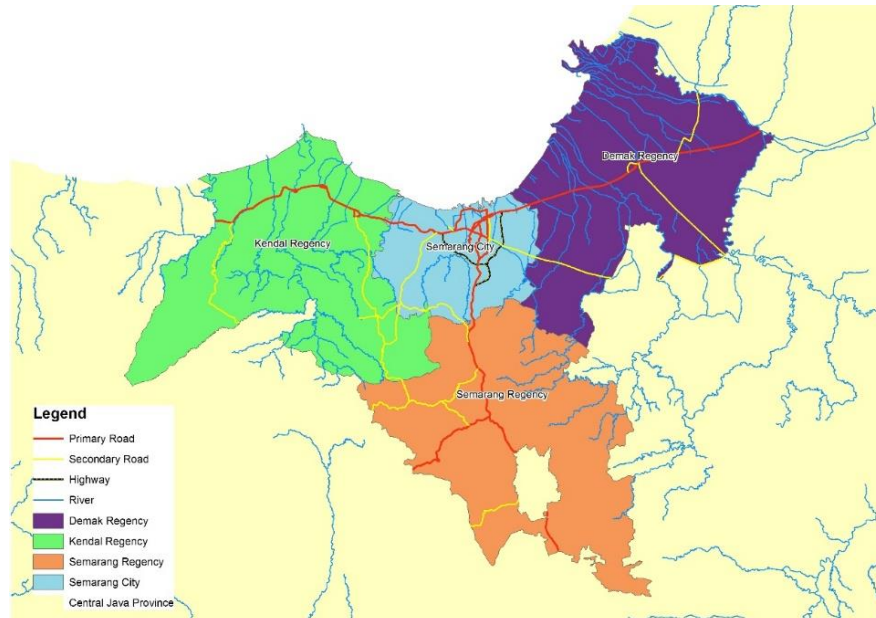 Demak Regency
Kendal Regency
Semarang City
Semarang Regency
Legend
Primary Road
Secondary Road
Highway
River
Demak Regency
Kendal Regency
Semarang Regency
Semarang City
Central Java Province